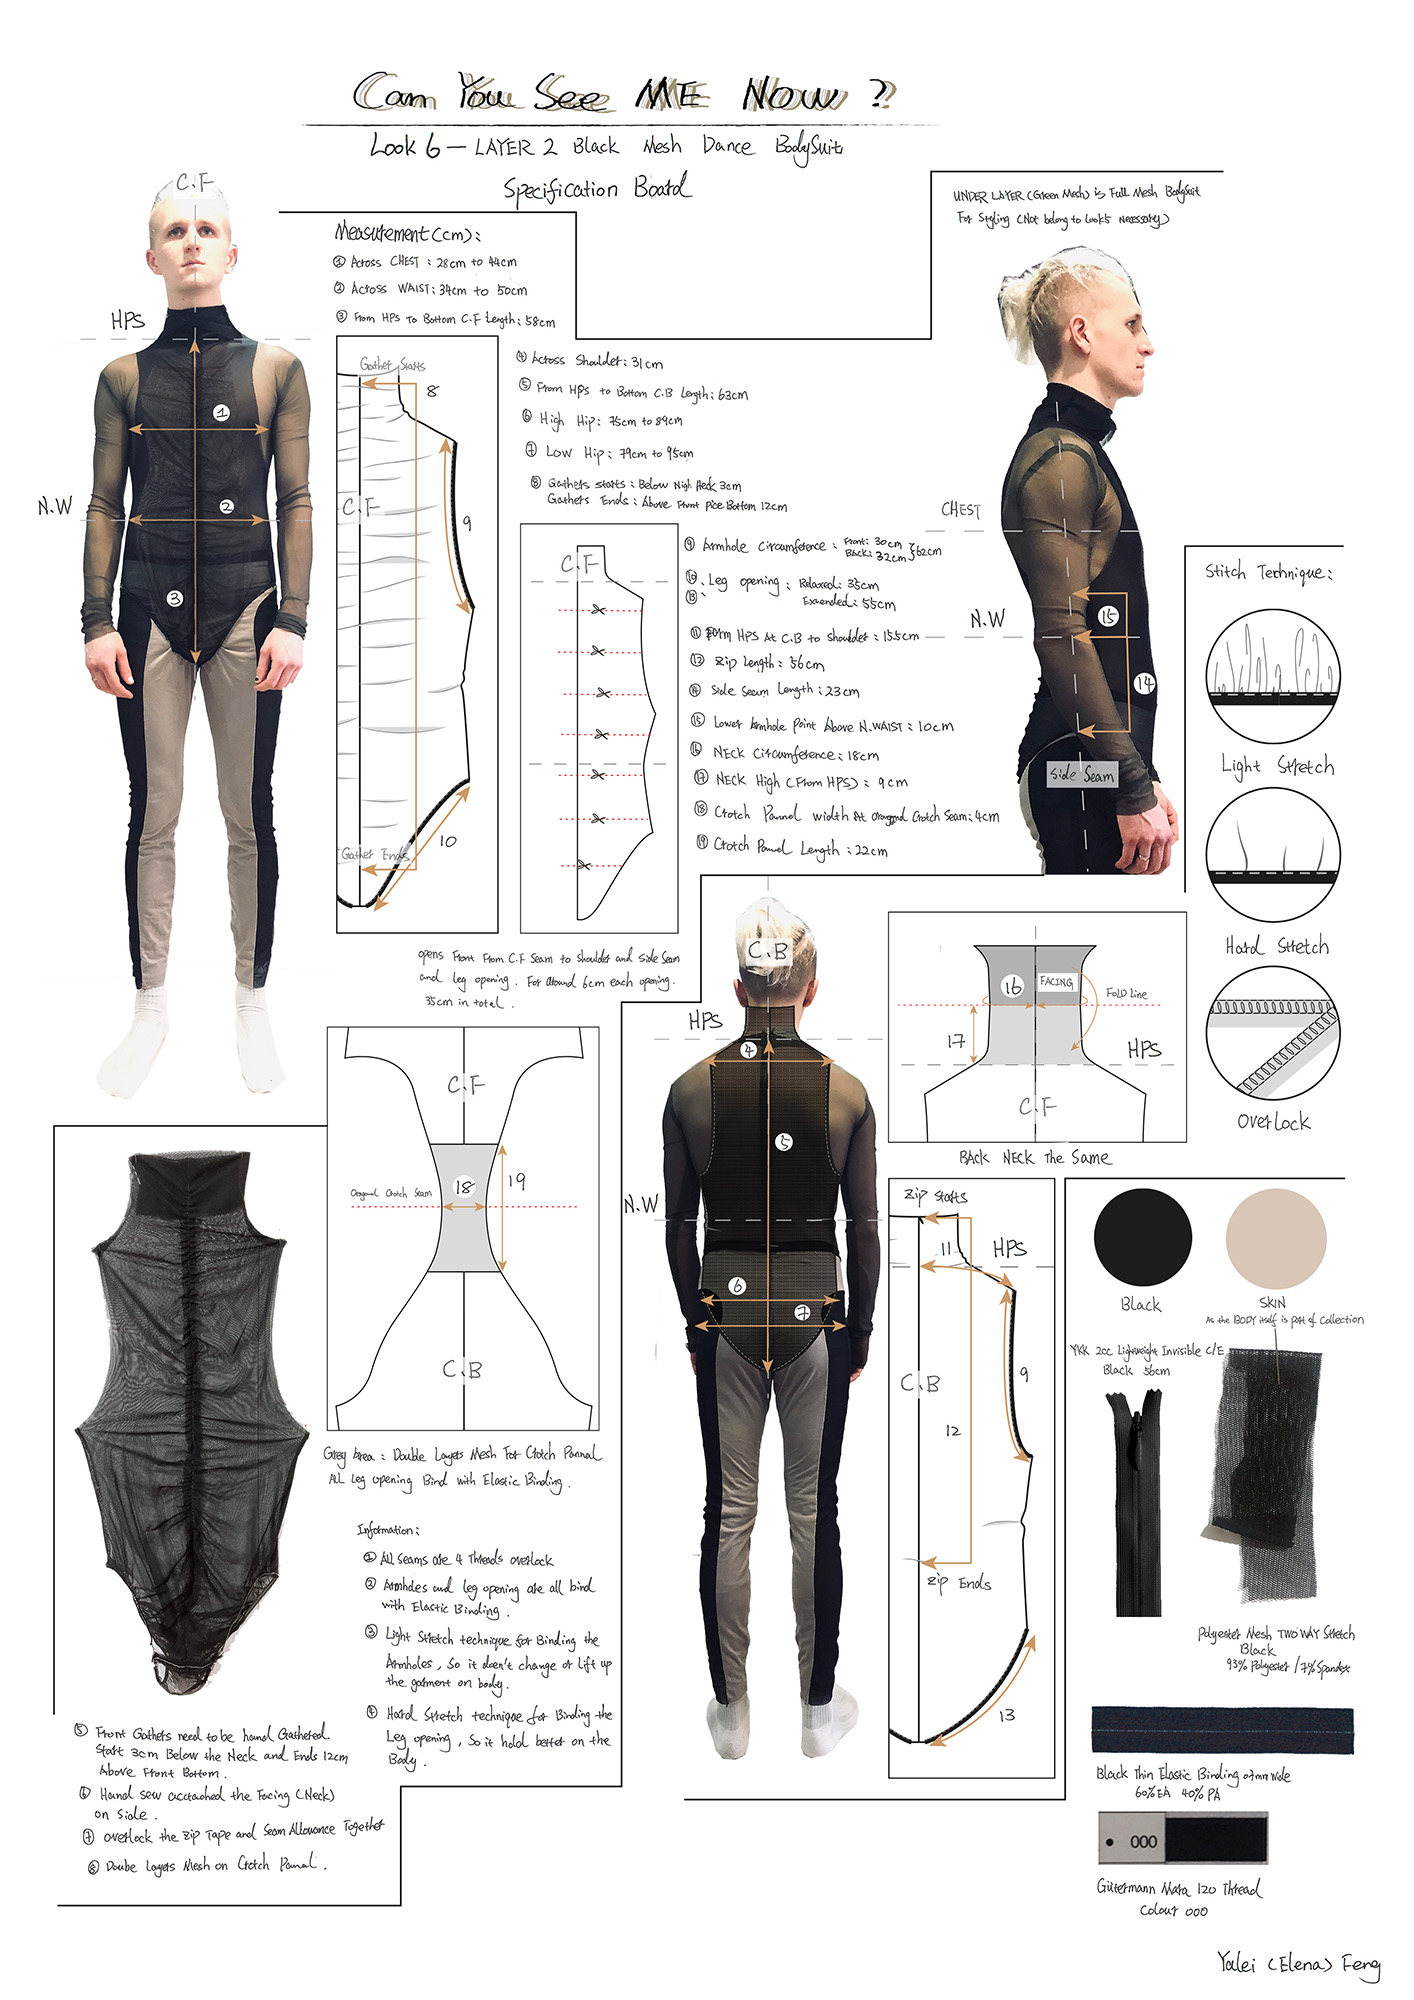 Can You See ME Now ?
Look 6 — LAYER 2 Black Mesh Dance BodySuit
Specification Board
UNDER LAYER (Green Mesh) is Full Mesh BodySuit
For Styling (Not belong to Look5 necessary)
C.F
HPS
N.W
1
2
3
Measurement (cm) :
① Across CHEST : 28cm to 44cm
② Across WAIST : 34cm to 50cm
③ From HPS To Bottom C.F Length : 58cm
④ Across Shoulder : 31cm
⑤ From HPS to Bottom C.B Length : 63cm
⑥ High Hip : 75cm to 89cm
⑦ Low Hip : 79cm to 95cm
⑧ Gathers starts : Below High Neck 3cm
Gathers Ends : Above Front Pice Bottom 12cm
⑨ Armhole Circumference : Front : 30cm
Back : 32cm } 62cm
⑩ Leg opening : Relaxed : 35cm
⑬ Extended : 55cm
⑪ From HPS At C.B to shoulder : 15.5cm
⑫ Zip Length : 56cm
⑭ Side Seam Length : 23cm
⑮ Lower Armhole Point Above N.WAIST : 10cm
⑯ NECK Circumference : 18cm
⑰ NECK High (From HPS) : 9cm
⑱ Crotch Pannel width At Crotch Seam : 4cm
⑲ Crotch Pannel Length : 22cm
Gather Starts
8
C.F
9
Gather Ends
10
C.F
opens Front From C.F Seam to shoulder and Side Seam
and leg opening . For around 6cm each opening.
35cm in total .
CHEST
N.W
15
14
Side Seam
Stitch Technique :
Light Stretch
Hard Stretch
Overlock
C.F
Crotch Seam
18
19
C.B
Grey Area : Double Layers Mesh For Crotch Pannal
ALL leg opening Bind with Elastic Binding .
C.B
HPS
N.W
4
5
6
7
16
FACING
FOLD Line
17
HPS
C.F
BACK NECK the Same
Zip Starts
11
HPS
C.B
9
12
Zip Ends
13
Black
SKIN
As the BODY itself is part of Collection
YKK 2cc Lightweight Invisible C/E
Black 56cm
Polyester Mesh TWO WAY Stretch
Black
93% Polyester / 7% Spandex
Black Thin Elastic Binding Wide
60% EA 40% PA
000
Gütermann Mara 120 Thread
Colour 000
Information :
① All Seams are 4 Threads overlock
② Armholes and leg opening are all bind
with Elastic Binding .
③ Light Stretch technique for Binding the
Armholes , So it doen't change or lift up
the garment on body.
④ Hard Stretch technique for Binding the
Leg opening , So it hold better on the
Body .
⑤ Front Gathers need to be hand Gathered.
Start 3cm Below the Neck and Ends 12cm
Above Front Bottom .
⑥ Hand sew acctached the Facing (Neck)
on Side .
⑦ Overlock the Zip Tape and Seam Allowance Together
⑧ Doube Layers Mesh on Crotch Pannal .
Yalei (Elena) Feng